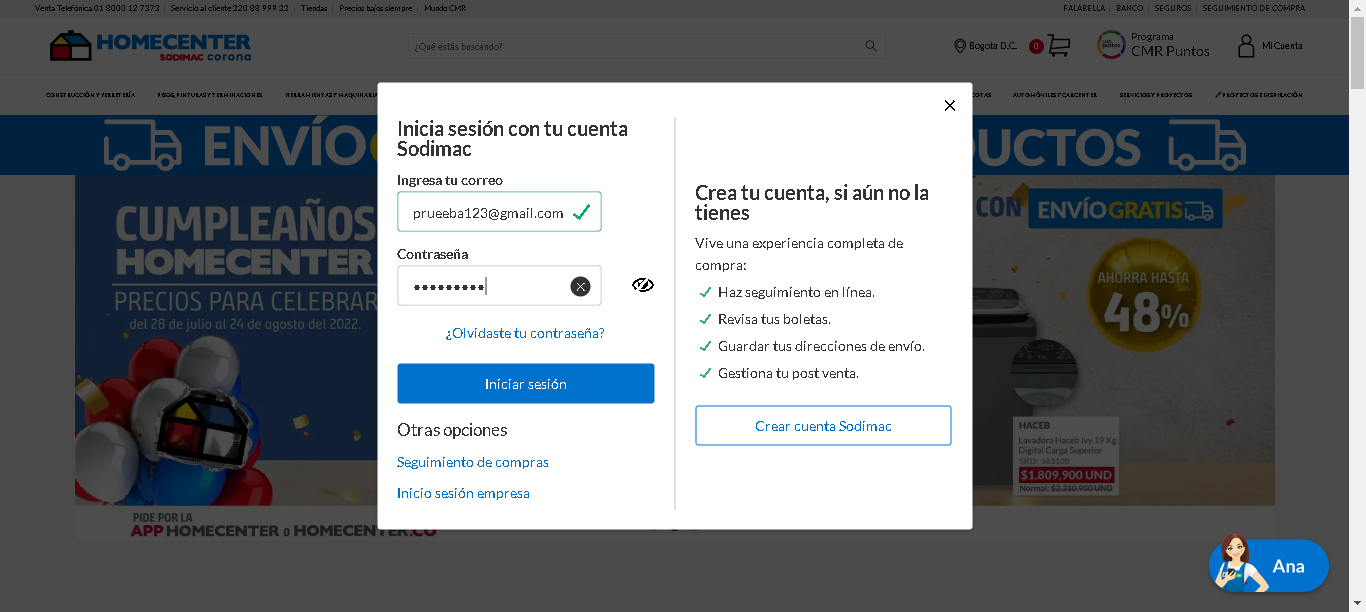 Venta Telefónica 01 8000 12 7373 | Servicio al cliente 320 88 999 33 | Tiendas | Precios bajos siempre | Mundo CMR
FALABELLA | BANCO | SEGUROS | SEGUIMIENTO DE COMPRA
HOMECENTER
SODIMAC corona
¿Qué estás buscando?
Bogota D.C.
0
CMR puntos
Programa
CMR Puntos
Mi Cuenta
CONSTRUCCIÓN Y FERRETERÍA
PISOS, PINTURAS Y TERMINACIONES
HERRAMIENTAS Y MAQUINARIA
AUTOMÓVILES Y CAR CENTER
SERVICIOS Y PROYECTOS
PROYECTOS E INSPIRACIÓN
ENVÍO
DUCTOS
CUMPLEAÑOS
HOMECENTER
PRECIOS PARA CELEBRAR
del 28 de julio al 24 de agosto del 2022.
PIDE POR LA
APP HOMECENTER o HOMECENTER.CO
Inicia sesión con tu cuenta
Sodimac
Ingresa tu correo
prueeba123@gmail.com
Contraseña
•••••••••
¿Olvidaste tu contraseña?
Iniciar sesión
Otras opciones
Seguimiento de compras
Inicio sesión empresa
Crea tu cuenta, si aún no la
tienes
Vive una experiencia completa de
compra:
Haz seguimiento en línea.
Revisa tus boletas.
Guardar tus direcciones de envío.
Gestiona tu post venta.
Crear cuenta Sodimac
CON ENVÍO GRATIS
AHORRA HASTA
48%
HACEB
Lavadora Haceb Ivy 19 Kg
Digital Carga Superior
SKU: 563100
$1.809.900 UND
Normal: $2.310.900 UND
Ana